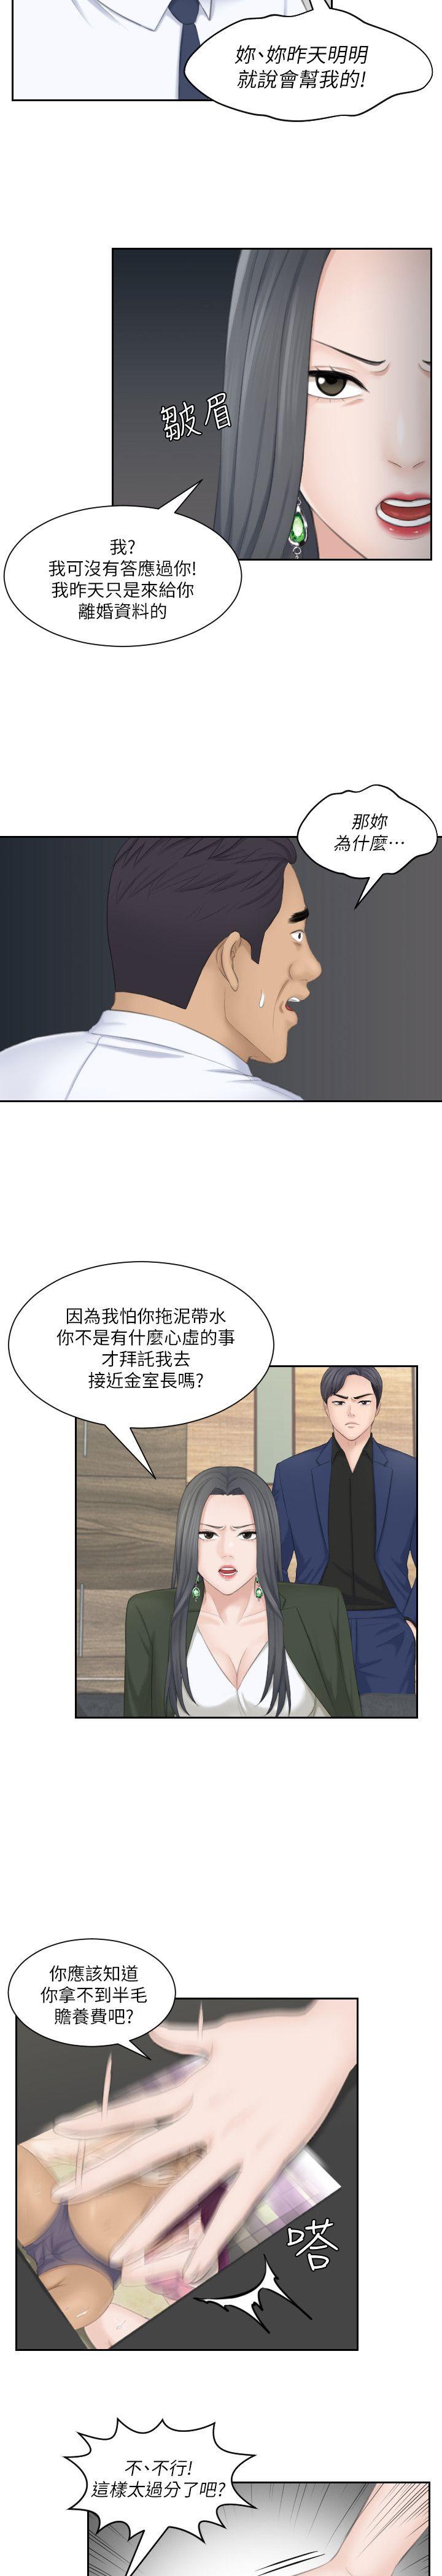 妳、妳昨天明明
就說會幫我的!
皺眉
我?
我可沒有答應過你!
我昨天只是來給你
離婚資料的
那妳
為什麼…
因為我怕你拖泥帶水
你不是有什麼心虛的事
才拜託我去
接近金室長嗎?
你應該知道
你拿不到半毛
贍養費吧?
嗒
不、不行!
這樣太過分了吧?